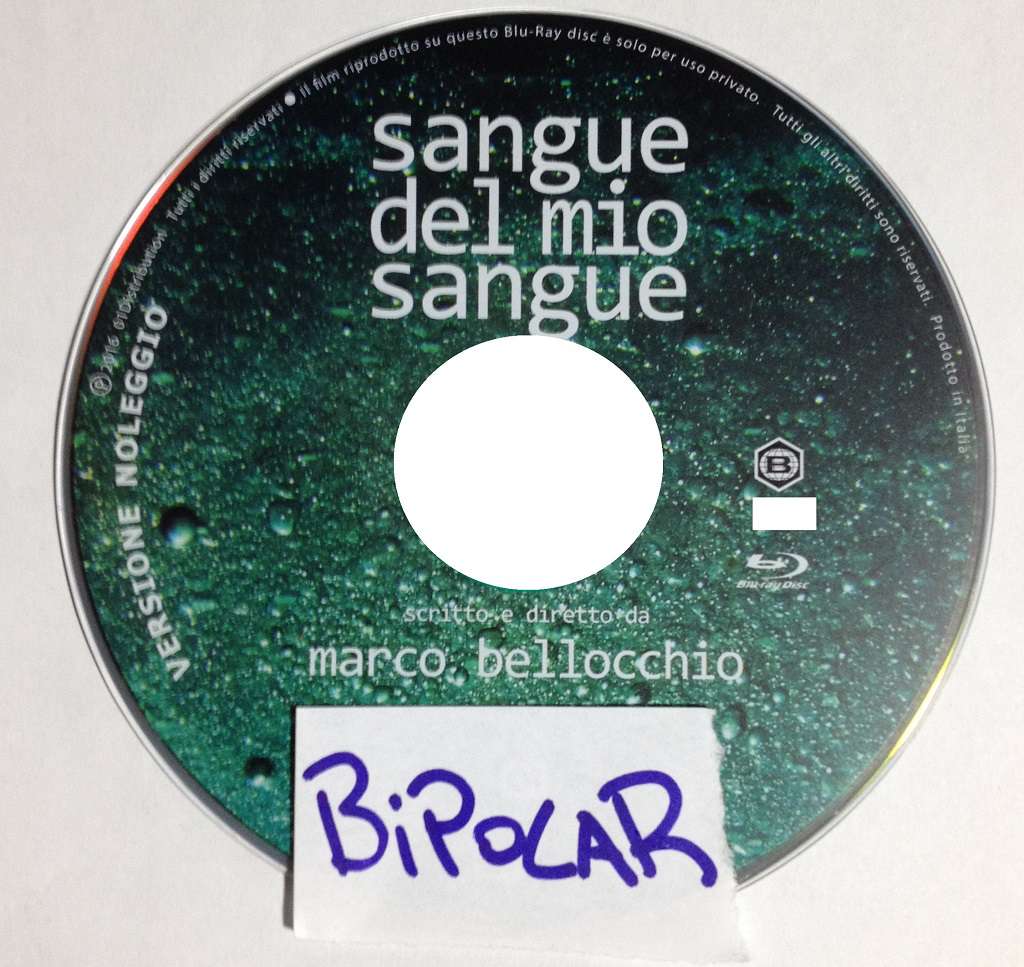 ℗ 2016 01Distribution Tutti i diritti riservati ● il film riprodotto su questo Blu-Ray disc è solo per uso privato. Tutti gli altri diritti sono riservati. Prodotto in Italia
sangue
del mio
sangue
VERSIONE NOLEGGIO
B
Blu-ray Disc
scritto e diretto da
marco bellocchio
BiPOLAR